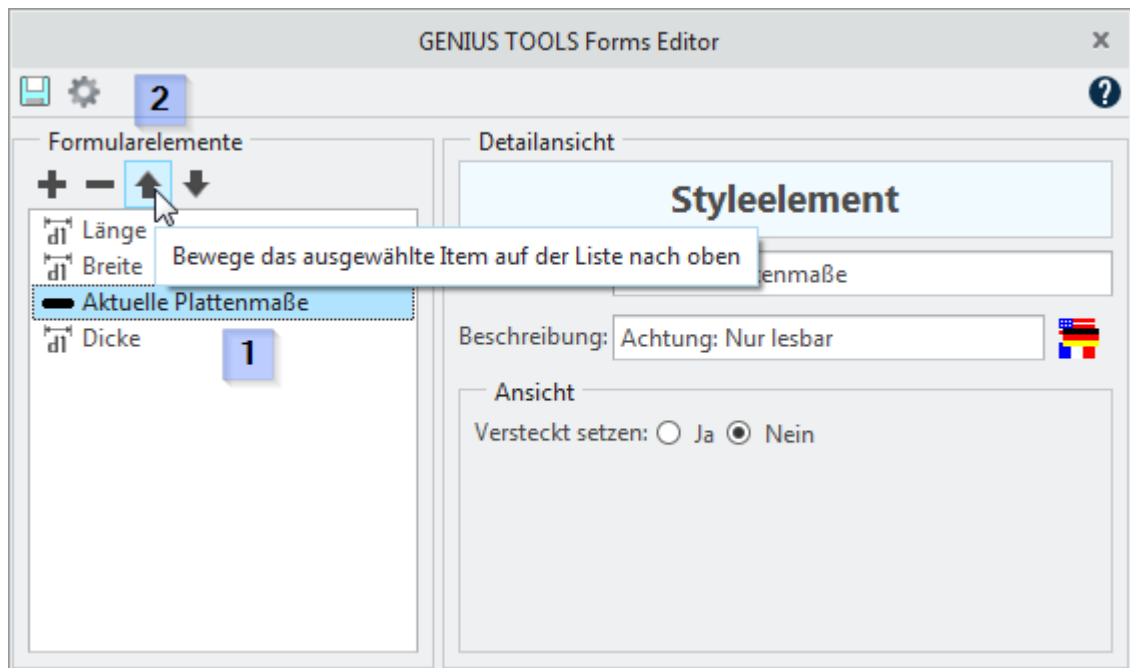 GENIUS TOOLS Forms Editor
2
Formularelemente
Länge
Breite
Aktuelle Plattenmaße
Dicke
1
Bewege das ausgewählte Item auf der Liste nach oben
Detailansicht
Styleelement
Beschreibung: Achtung: Nur lesbar
Ansicht
Versteckt setzen: Ja Nein